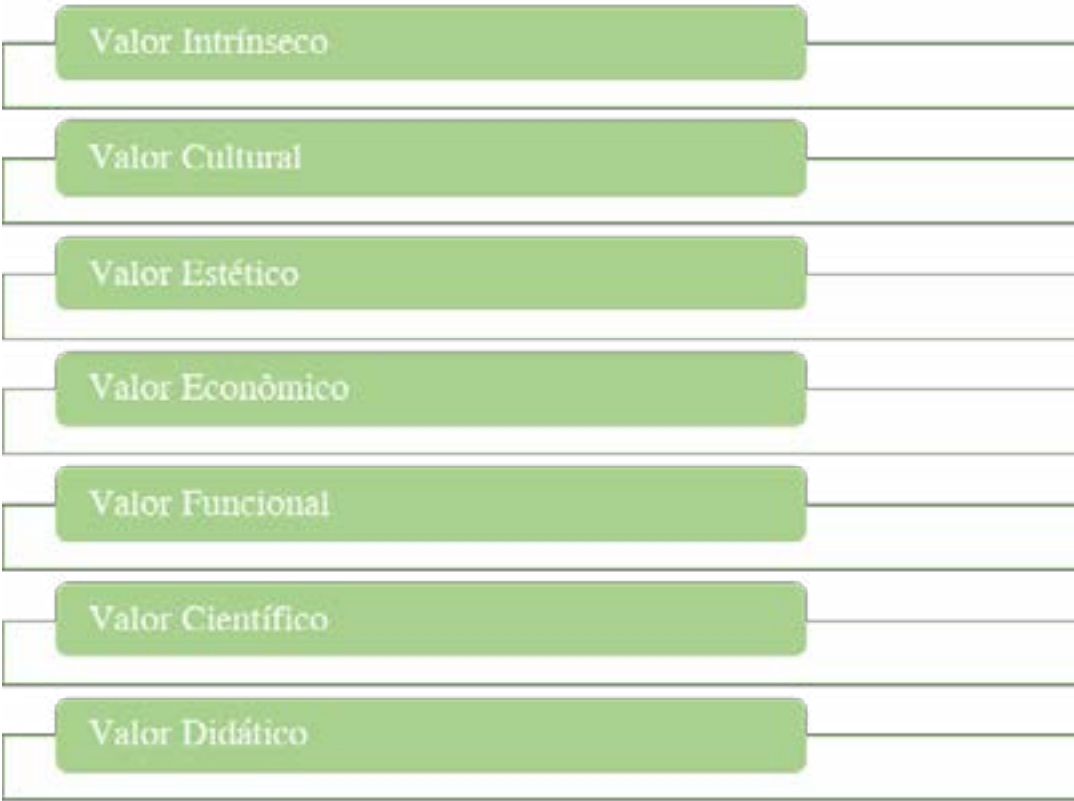 Valor Intrínseco
Valor Cultural
Valor Estético
Valor Econômico
Valor Funcional
Valor Científico
Valor Didático